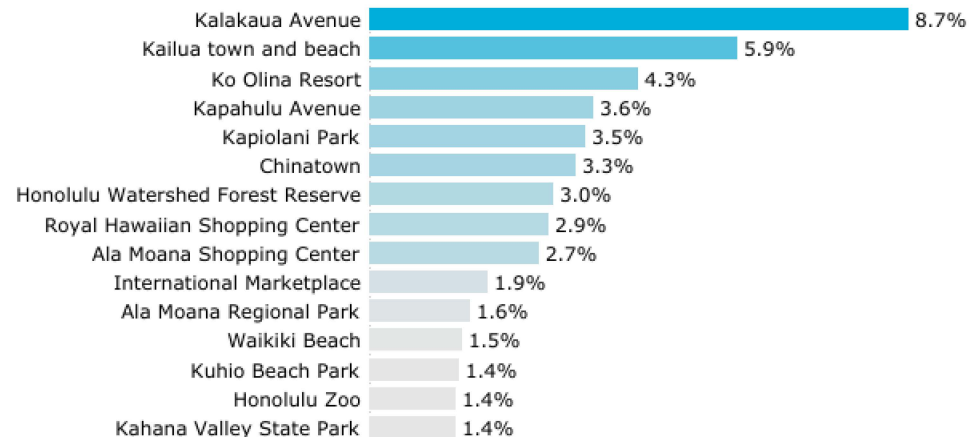 Kalakaua Avenue 8.7%
Kailua town and beach 5.9%
Ko Olina Resort 4.3%
Kapahulu Avenue 3.6%
Kapiolani Park 3.5%
Chinatown 3.3%
Honolulu Watershed Forest Reserve 3.0%
Royal Hawaiian Shopping Center 2.9%
Ala Moana Shopping Center 2.7%
International Marketplace 1.9%
Ala Moana Regional Park 1.6%
Waikiki Beach 1.5%
Kuhio Beach Park 1.4%
Honolulu Zoo 1.4%
Kahana Valley State Park 1.4%